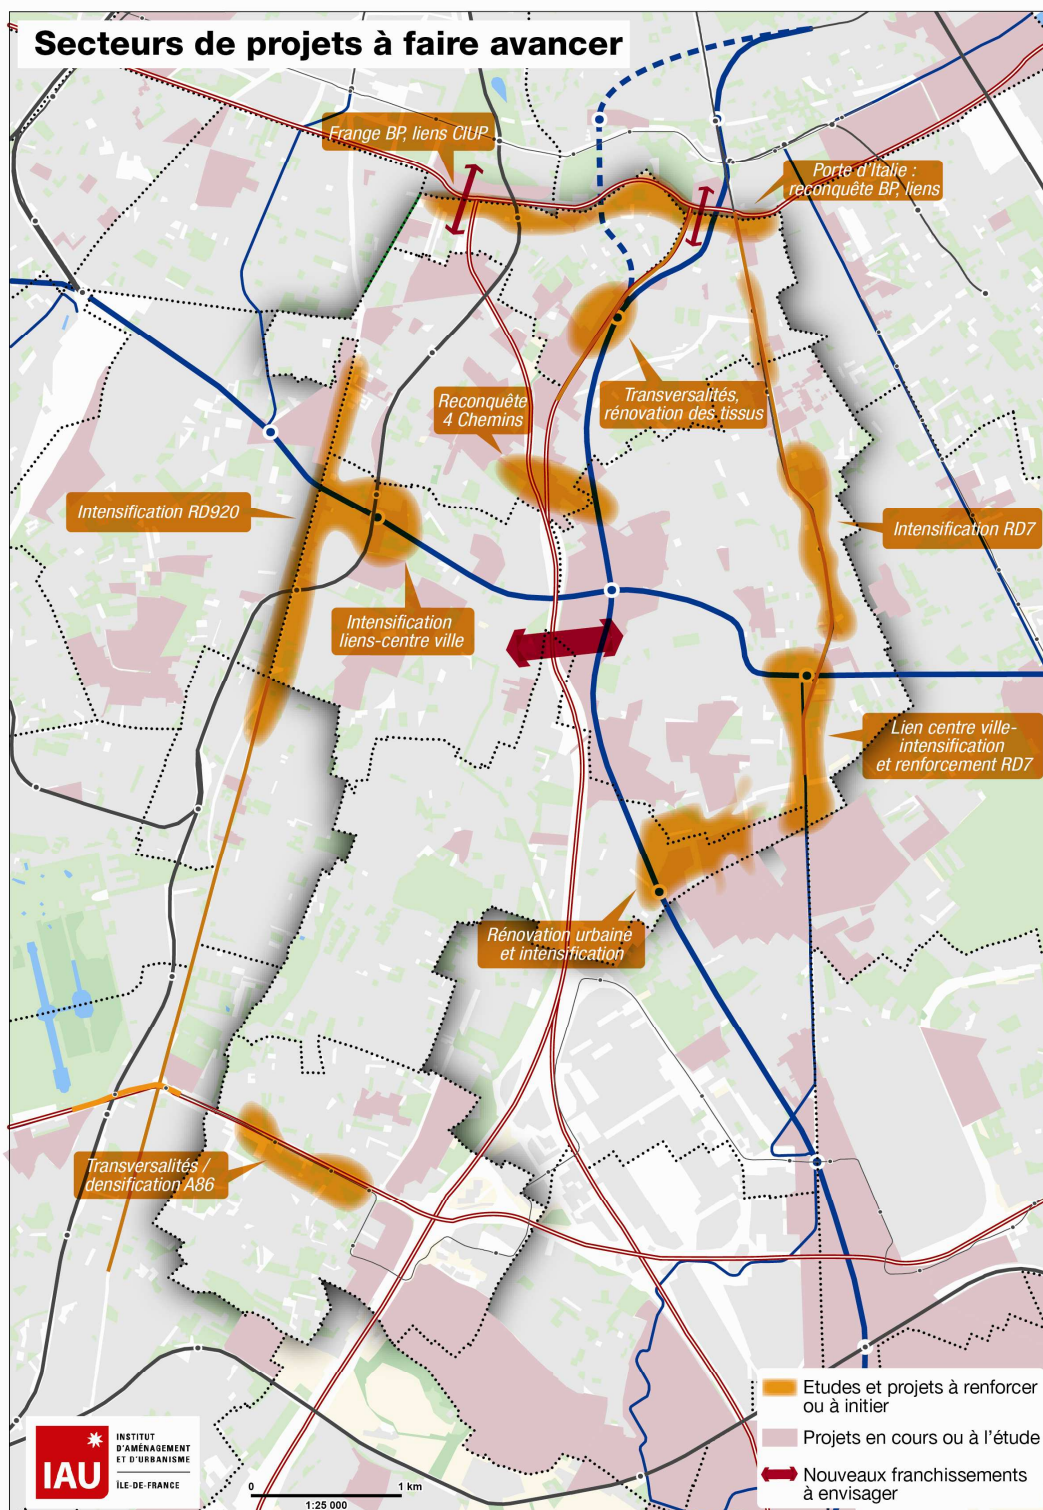 Secteurs de projets à faire avancer
Frange BP, liens CIUP
Porte d'Italie :
reconquête BP, liens
Reconquête
4 Chemins
Transversalités,
rénovation des tissus
Intensification RD920
Intensification RD7
Intensification
liens-centre ville
Lien centre ville-
intensification
et renforcement RD7
Rénovation urbaine
et intensification
Transversalités /
densification A86
Etudes et projets à renforcer
ou à initier
Projets en cours ou à l'étude
Nouveaux franchissements
à envisager
IAU
INSTITUT
D'AMÉNAGEMENT
ET D'URBANISME
ÎLE-DE-FRANCE
0 1 km
1:25 000